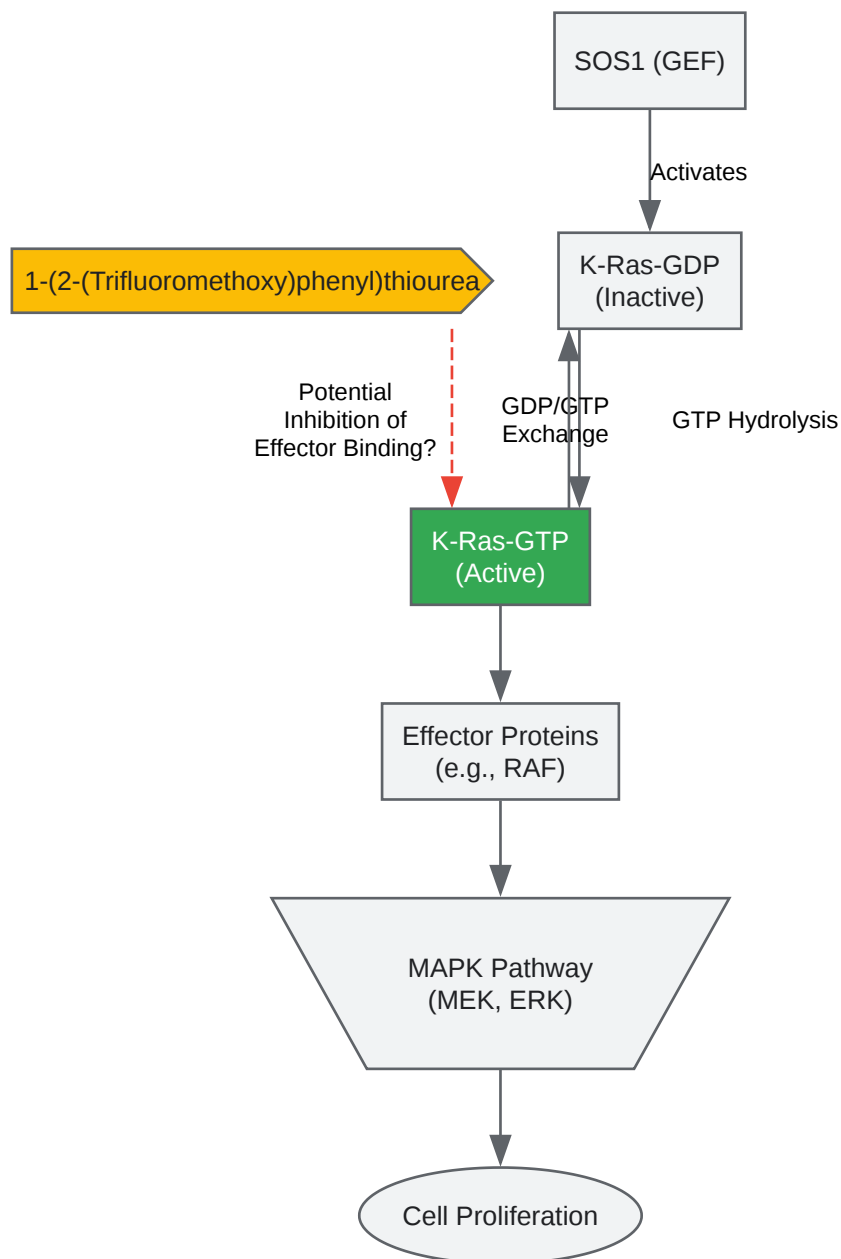 SOS1 (GEF)
Activates
1-(2-(Trifluoromethoxy)phenyl)thiourea
K-Ras-GDP
(Inactive)
Potential
Inhibition of
Effector Binding?
GDP/GTP
Exchange
GTP Hydrolysis
K-Ras-GTP
(Active)
Effector Proteins
(e.g., RAF)
MAPK Pathway
(MEK, ERK)
Cell Proliferation